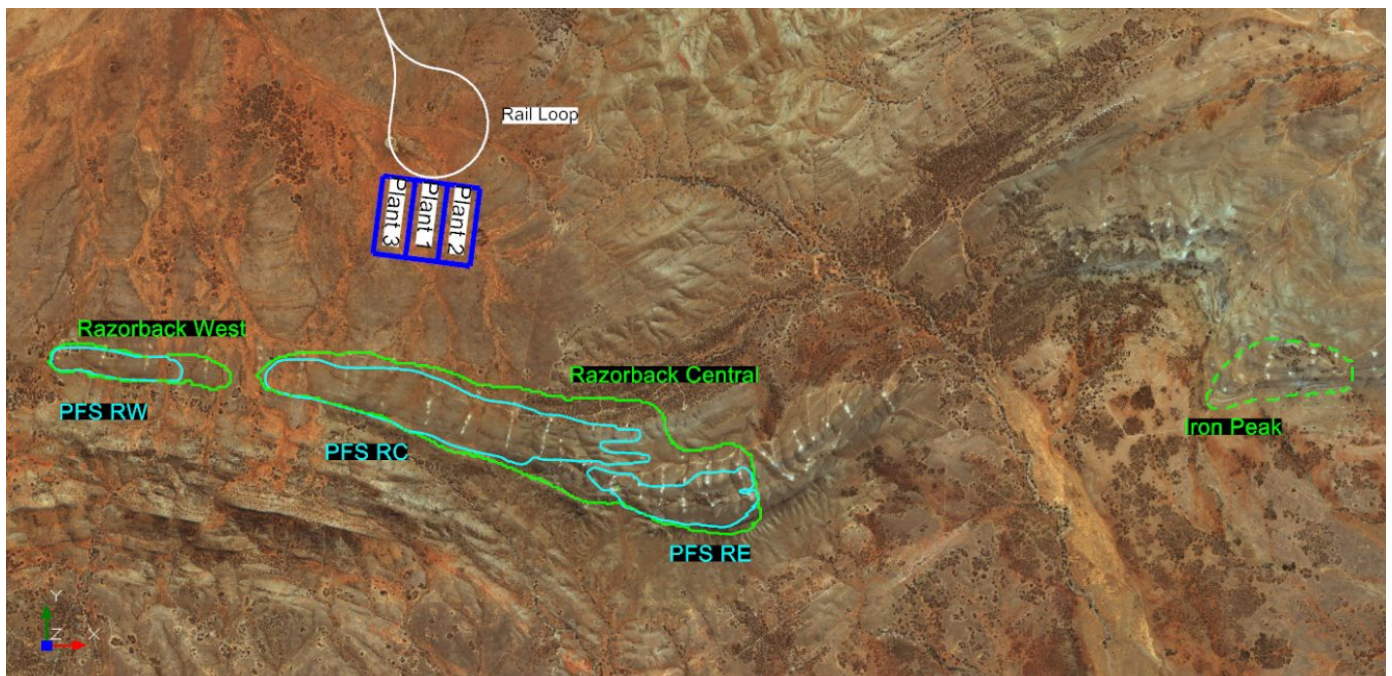 Rail Loop
Plant 3
Plant 1
Plant 2
Razorback West
PFS RW
Razorback Central
PFS RC
PFS RE
Iron Peak
Y
Z
X